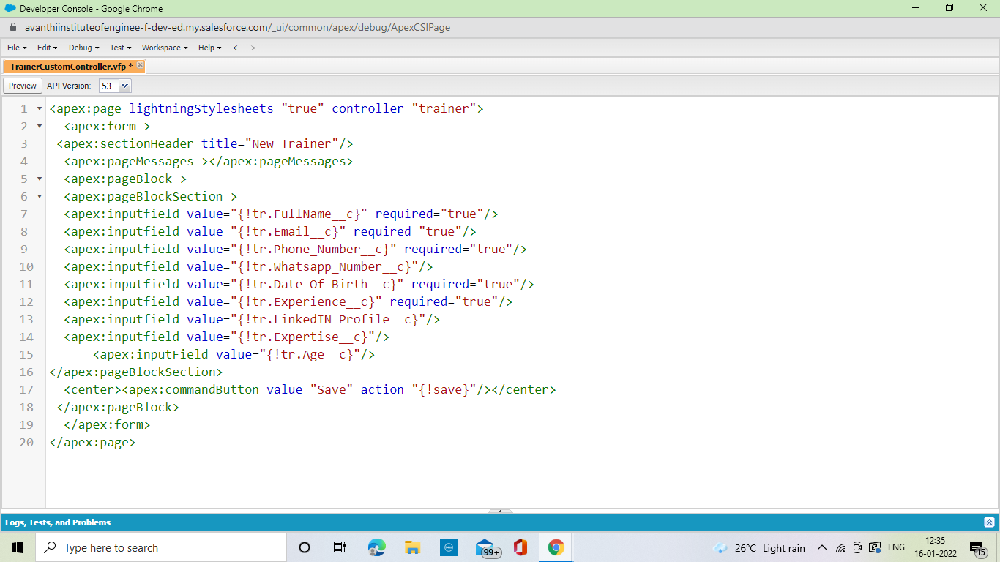 Developer Console - Google Chrome
avanthiinstituteofenginee-f-dev-ed.my.salesforce.com/_ui/common/apex/debug/ApexCSIPage
File Edit Debug Test Workspace Help < >
TrainerCustomController.vfp *
Preview API Version: 53
1 <apex:page lightningStylesheets="true" controller="trainer">
2 <apex:form >
3 <apex:sectionHeader title="New Trainer"/>
4 <apex:pageMessages ></apex:pageMessages>
5 <apex:pageBlock >
6 <apex:pageBlockSection >
7 <apex:inputfield value="{!tr.FullName__c}" required="true"/>
8 <apex:inputfield value="{!tr.Email__c}" required="true"/>
9 <apex:inputfield value="{!tr.Phone_Number__c}" required="true"/>
10 <apex:inputfield value="{!tr.Whatsapp_Number__c}"/>
11 <apex:inputfield value="{!tr.Date_Of_Birth__c}" required="true"/>
12 <apex:inputfield value="{!tr.Experience__c}" required="true"/>
13 <apex:inputfield value="{!tr.LinkedIN_Profile__c}"/>
14 <apex:inputfield value="{!tr.Expertise__c}"/>
15 <apex:inputField value="{!tr.Age__c}"/>
16 </apex:pageBlockSection>
17 <center><apex:commandButton value="Save" action="{!save}"/></center>
18 </apex:pageBlock>
19 </apex:form>
20 </apex:page>
Logs, Tests, and Problems
Type here to search
99+
26°C Light rain
ENG
12:35
16-01-2022
15